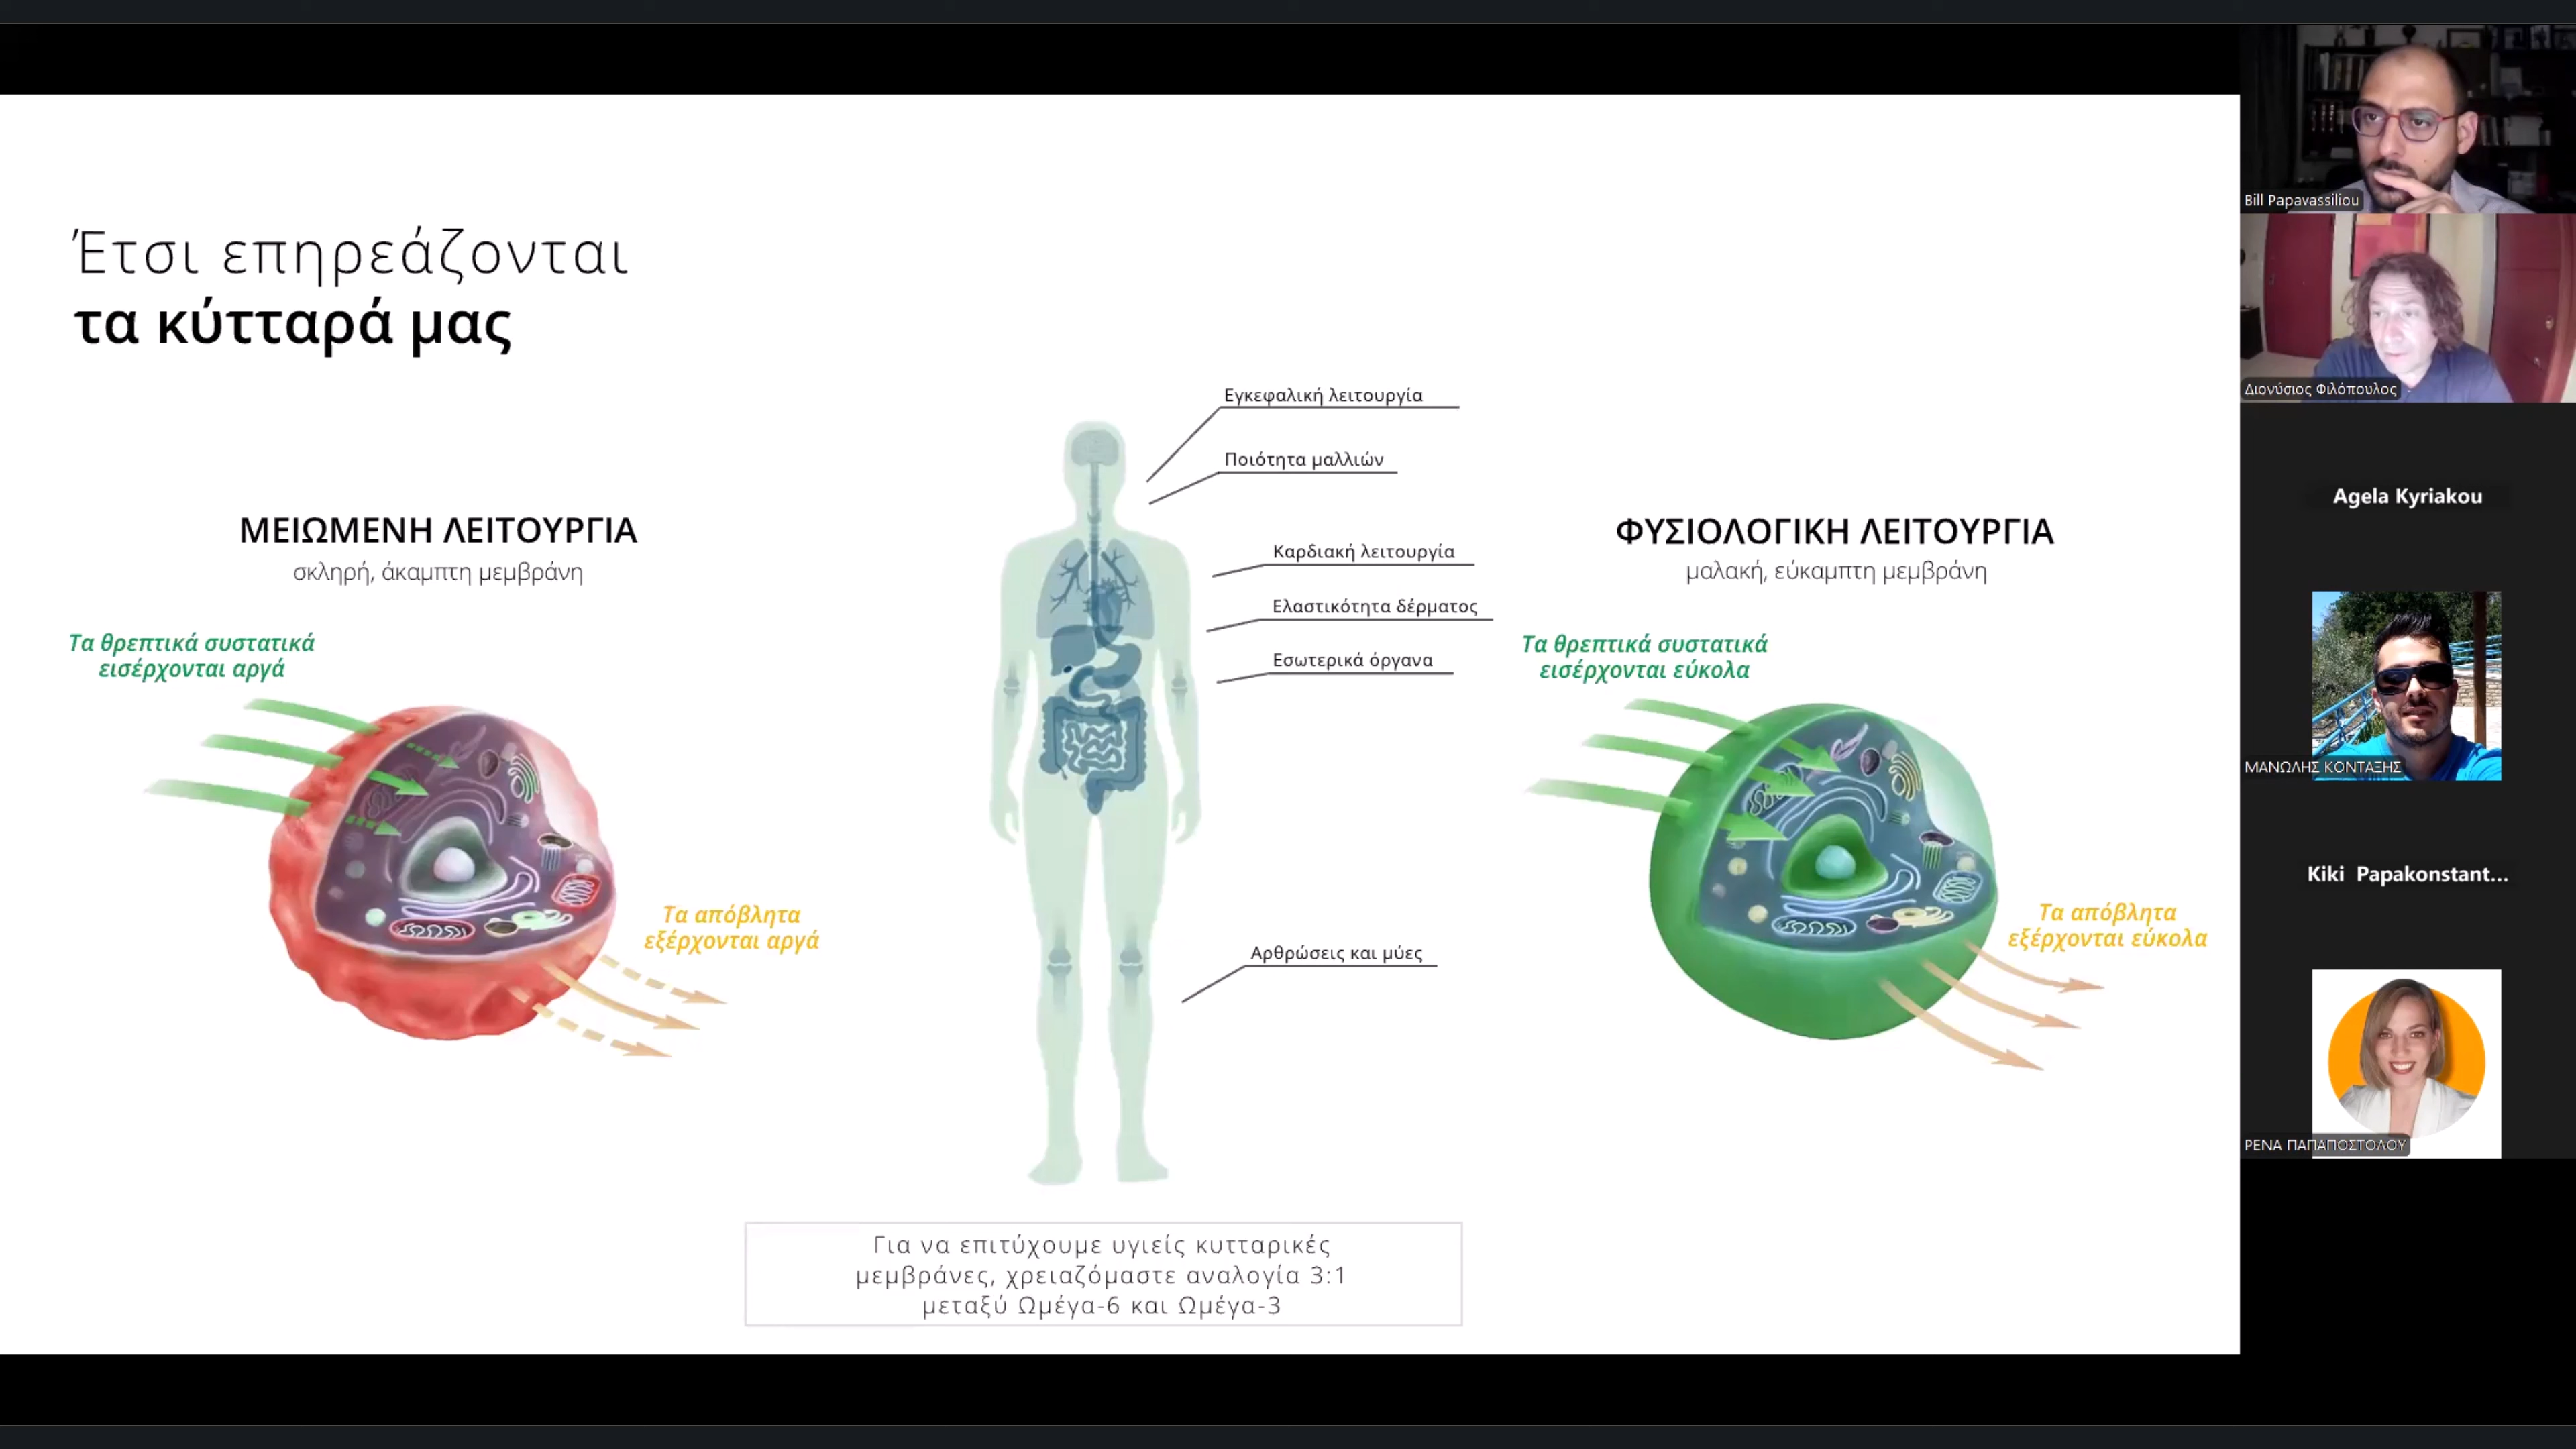 Έτσι επηρεάζονται
τα κύτταρά μας
ΜΕΙΩΜΕΝΗ ΛΕΙΤΟΥΡΓΙΑ
σκληρή, άκαμπτη μεμβράνη
Τα θρεπτικά συστατικά
εισέρχονται αργά
Τα απόβλητα
εξέρχονται αργά
Εγκεφαλική λειτουργία
Ποιότητα μαλλιών
Καρδιακή λειτουργία
Ελαστικότητα δέρματος
Εσωτερικά όργανα
Αρθρώσεις και μύες
ΦΥΣΙΟΛΟΓΙΚΗ ΛΕΙΤΟΥΡΓΙΑ
μαλακή, εύκαμπτη μεμβράνη
Τα θρεπτικά συστατικά
εισέρχονται εύκολα
Τα απόβλητα
εξέρχονται εύκολα
Για να επιτύχουμε υγιείς κυτταρικές
μεμβράνες, χρειαζόμαστε αναλογία 3:1
μεταξύ Ωμέγα-6 και Ωμέγα-3
Bill Papavassiliou
Διονύσιος Φιλόπουλος
Agela Kyriakou
ΜΑΝΩΛΗΣ ΚΟΝΤΑΞΗΣ
Kiki Papakonstant...
ΡΕΝΑ ΠΑΠΑΠΟΣΤΟΛΟΥ